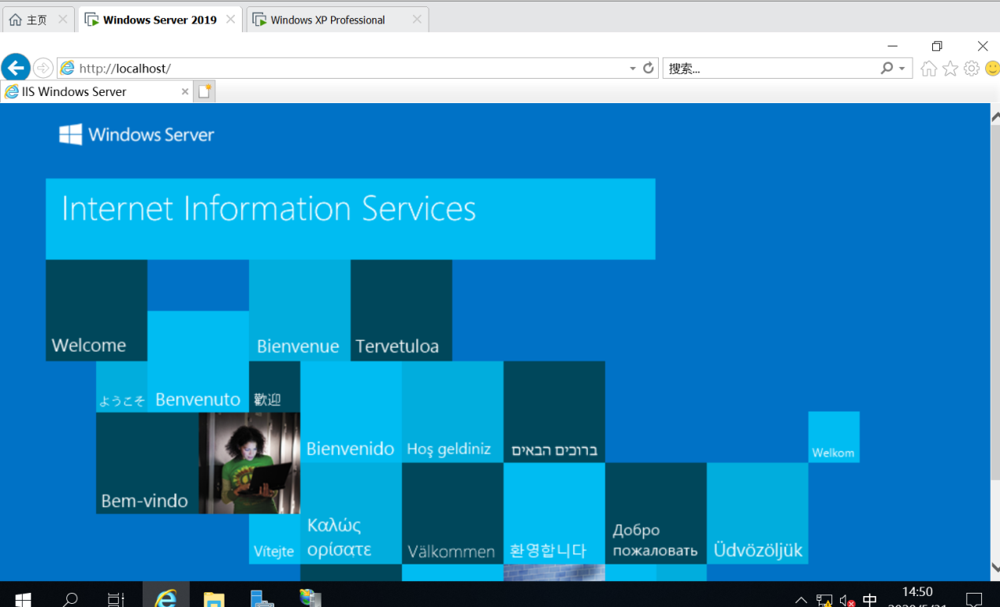 主页
Windows Server 2019
Windows XP Professional
http://localhost/
搜索...
IIS Windows Server
Windows Server
Internet Information Services
Welcome
Bienvenue
Tervetuloa
ようこそ
Benvenuto
歡迎
Bienvenido
Hoş geldiniz
ברוכים הבאים
Welkom
Bem-vindo
Vítejte
Καλώς
ορίσατε
Välkommen
환영합니다
Добро
пожаловать
Üdvözöljük
中
14:50